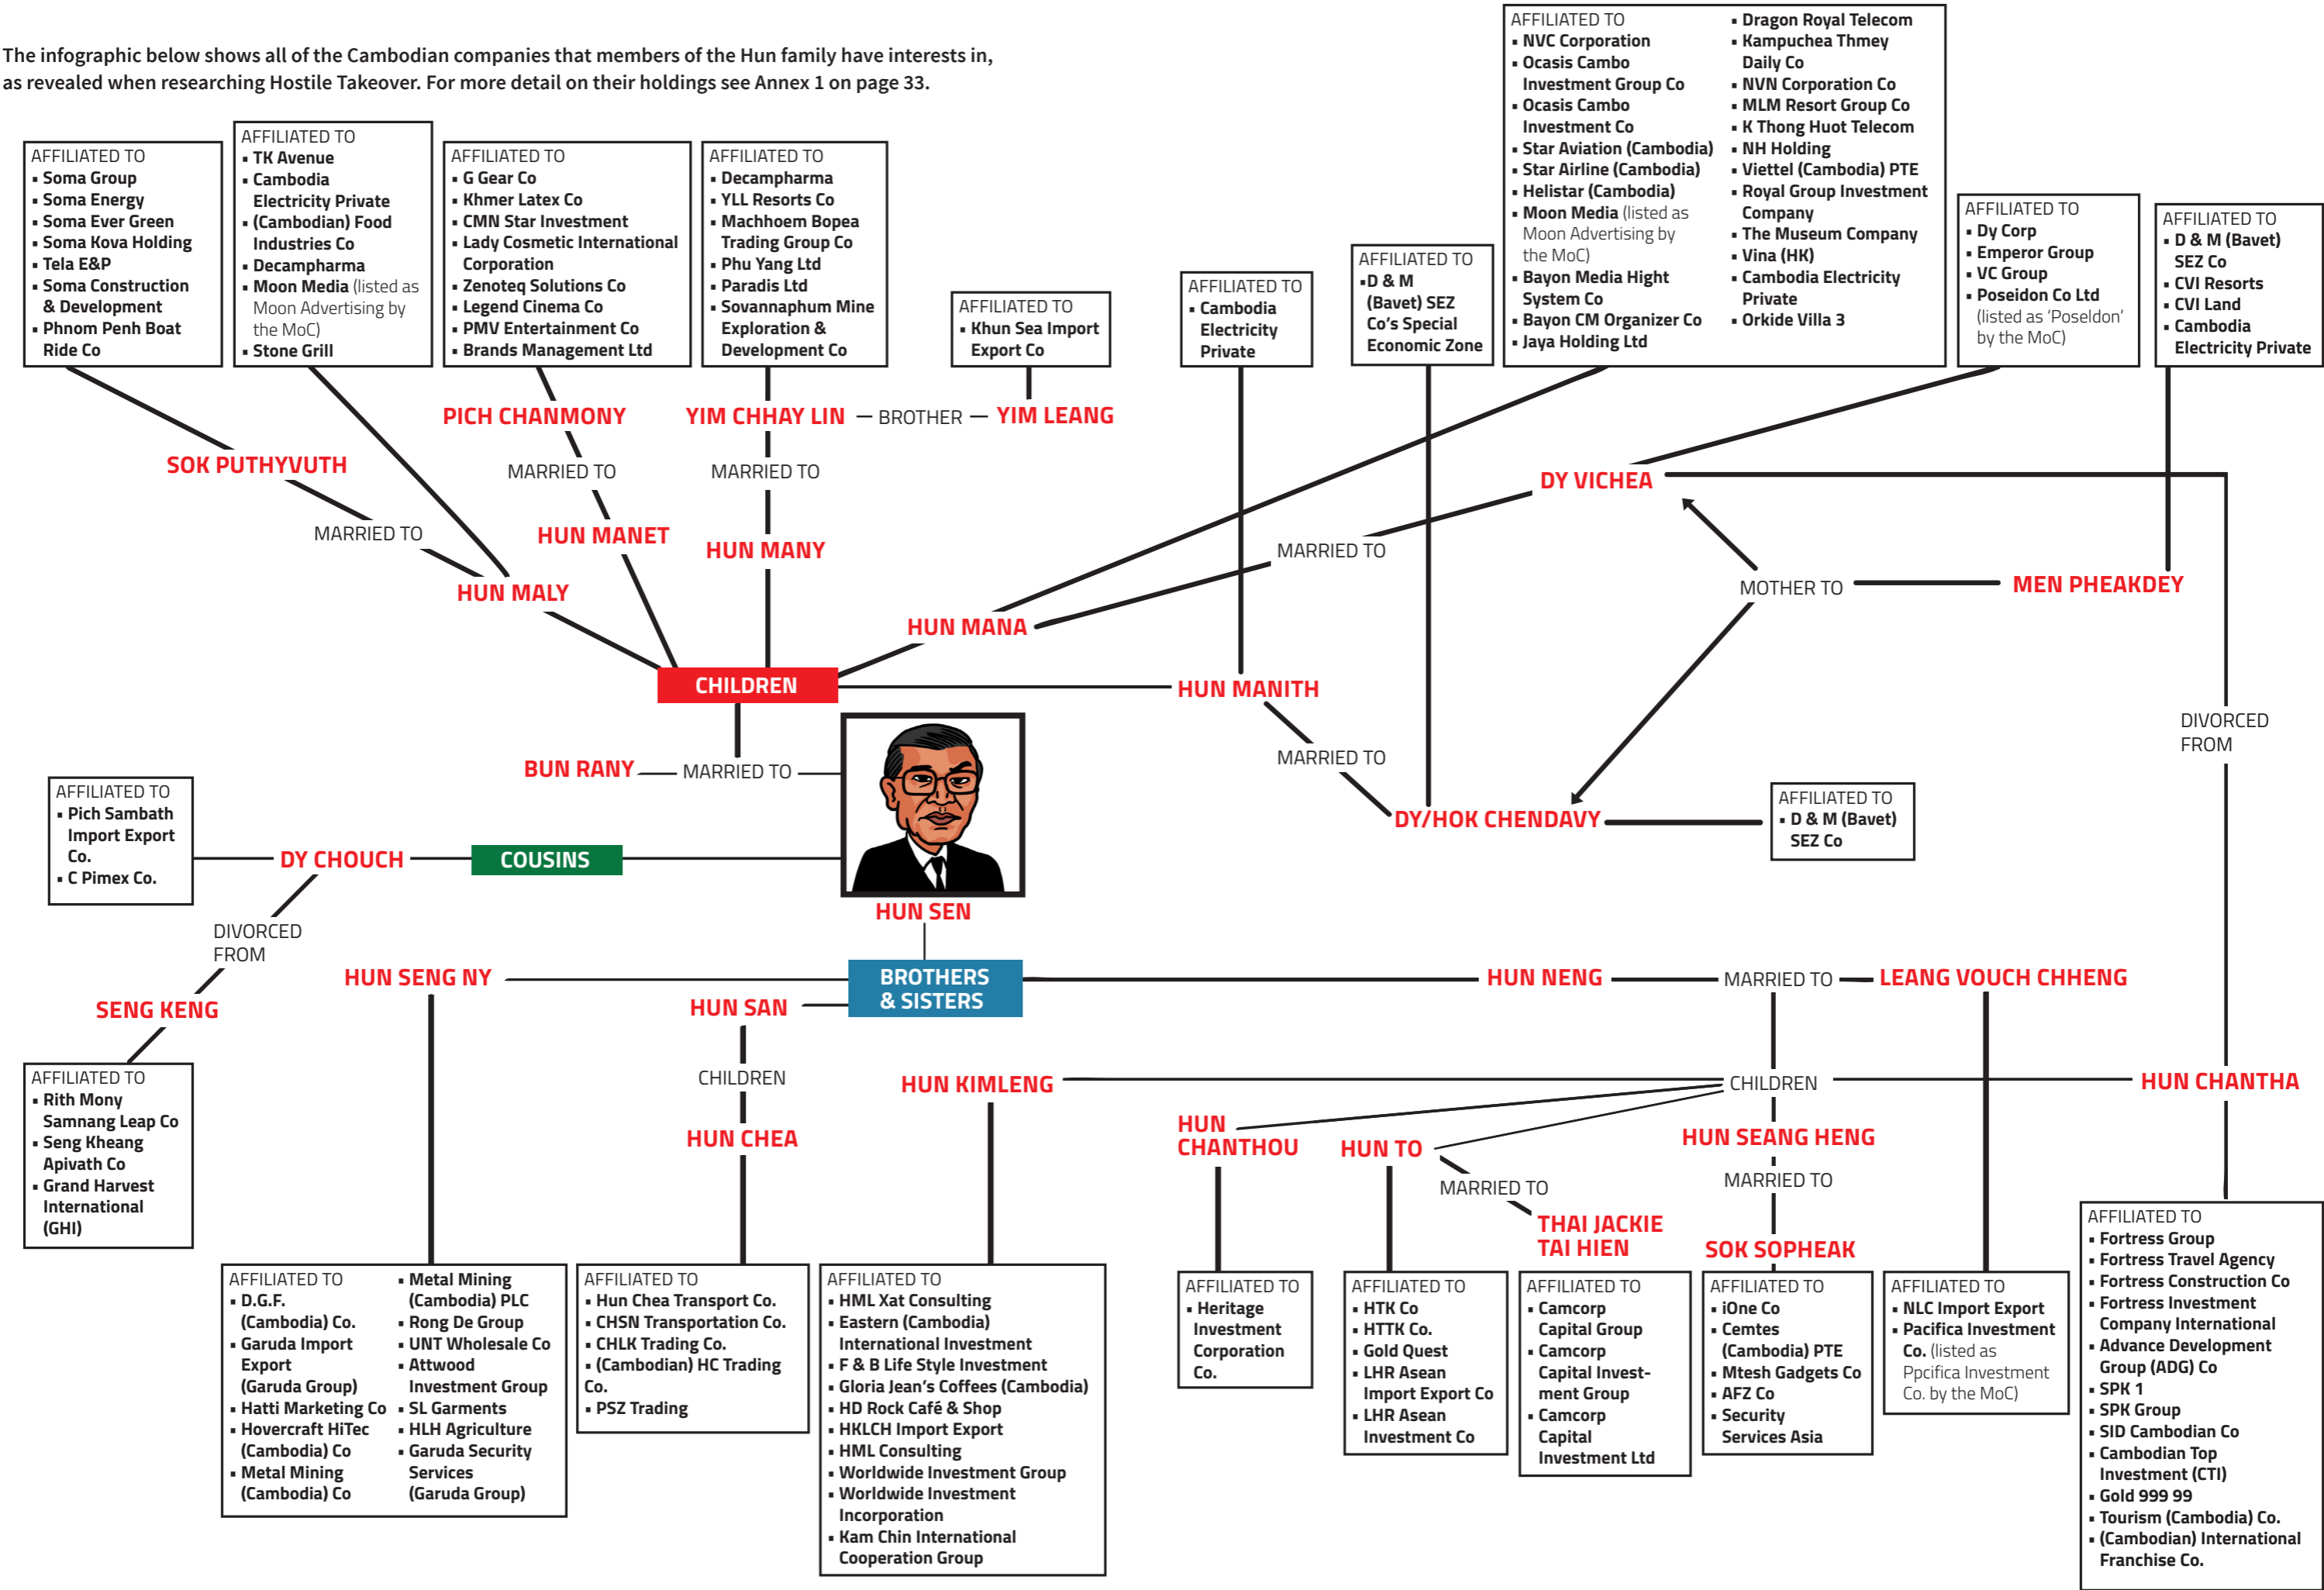 The infographic below shows all of the Cambodian companies that members of the Hun family have interests in,
as revealed when researching Hostile Takeover. For more detail on their holdings see Annex 1 on page 33.
AFFILIATED TO
▪ Soma Group
▪ Soma Energy
▪ Soma Ever Green
▪ Soma Kova Holding
▪ Tela E&P
▪ Soma Construction
& Development
▪ Phnom Penh Boat
Ride Co
AFFILIATED TO
▪ TK Avenue
▪ Cambodia
Electricity Private
▪ (Cambodian) Food
Industries Co
▪ Decampharma
▪ Moon Media (listed as
Moon Advertising by
the MoC)
▪ Stone Grill
AFFILIATED TO
▪ G Gear Co
▪ Khmer Latex Co
▪ CMN Star Investment
▪ Lady Cosmetic International
Corporation
▪ Zenoteq Solutions Co
▪ Legend Cinema Co
▪ PMV Entertainment Co
▪ Brands Management Ltd
AFFILIATED TO
▪ Decampharma
▪ YLL Resorts Co
▪ Machhoem Bopea
Trading Group Co
▪ Phu Yang Ltd
▪ Paradis Ltd
▪ Sovannaphum Mine
Exploration &
Development Co
AFFILIATED TO
▪ Khun Sea Import
Export Co
AFFILIATED TO
▪ Cambodia
Electricity
Private
AFFILIATED TO
▪D & M
(Bavet) SEZ
Co's Special
Economic Zone
AFFILIATED TO
▪ NVC Corporation
▪ Ocasis Cambo
Investment Group Co
▪ Ocasis Cambo
Investment Co
▪ Star Aviation (Cambodia)
▪ Star Airline (Cambodia)
▪ Helistar (Cambodia)
▪ Moon Media (listed as
Moon Advertising by
the MoC)
▪ Bayon Media Hight
System Co
▪ Bayon CM Organizer Co
▪ Jaya Holding Ltd
▪ Dragon Royal Telecom
▪ Kampuchea Thmey
Daily Co
▪ NVN Corporation Co
▪ MLM Resort Group Co
▪ K Thong Huot Telecom
▪ NH Holding
▪ Viettel (Cambodia) PTE
▪ Royal Group Investment
Company
▪ The Museum Company
▪ Vina (HK)
▪ Cambodia Electricity
Private
▪ Orkide Villa 3
AFFILIATED TO
▪ Dy Corp
▪ Emperor Group
▪ VC Group
▪ Poseidon Co Ltd
(listed as 'Poseldon'
by the MoC)
AFFILIATED TO
▪ D & M (Bavet)
SEZ Co
▪ CVI Resorts
▪ CVI Land
▪ Cambodia
Electricity Private
PICH CHANMONY
YIM CHHAY LIN
BROTHER
YIM LEANG
SOK PUTHYVUTH
MARRIED TO
MARRIED TO
DY VICHEA
MARRIED TO
HUN MANET
HUN MANY
MARRIED TO
HUN MALY
MOTHER TO
MEN PHEAKDEY
HUN MANA
CHILDREN
HUN MANITH
DIVORCED
FROM
BUN RANY
MARRIED TO
MARRIED TO
AFFILIATED TO
▪ Pich Sambath
Import Export
Co.
▪ C Pimex Co.
DY/HOK CHENDAVY
AFFILIATED TO
▪ D & M (Bavet)
SEZ Co
DY CHOUCH
COUSINS
HUN SEN
DIVORCED
FROM
HUN SENG NY
BROTHERS
& SISTERS
HUN NENG
MARRIED TO
LEANG VOUCH CHHENG
SENG KENG
HUN SAN
AFFILIATED TO
▪ Rith Mony
Samnang Leap Co
▪ Seng Kheang
Apivath Co
▪ Grand Harvest
International
(GHI)
CHILDREN
HUN KIMLENG
CHILDREN
HUN CHANTHA
HUN CHEA
HUN
CHANTHOU
HUN TO
HUN SEANG HENG
MARRIED TO
MARRIED TO
THAI JACKIE
TAI HIEN
SOK SOPHEAK
AFFILIATED TO
▪ D.G.F.
(Cambodia) Co.
▪ Garuda Import
Export
(Garuda Group)
▪ Hatti Marketing Co
▪ Hovercraft HiTec
(Cambodia) Co
▪ Metal Mining
(Cambodia) Co
▪ Metal Mining
(Cambodia) PLC
▪ Rong De Group
▪ UNT Wholesale Co
▪ Attwood
Investment Group
▪ SL Garments
▪ HLH Agriculture
▪ Garuda Security
Services
(Garuda Group)
AFFILIATED TO
▪ Hun Chea Transport Co.
▪ CHSN Transportation Co.
▪ CHLK Trading Co.
▪ (Cambodian) HC Trading
Co.
▪ PSZ Trading
AFFILIATED TO
▪ HML Xat Consulting
▪ Eastern (Cambodia)
International Investment
▪ F & B Life Style Investment
▪ Gloria Jean's Coffees (Cambodia)
▪ HD Rock Café & Shop
▪ HKLCH Import Export
▪ HML Consulting
▪ Worldwide Investment Group
▪ Worldwide Investment
Incorporation
▪ Kam Chin International
Cooperation Group
AFFILIATED TO
▪ Heritage
Investment
Corporation
Co.
AFFILIATED TO
▪ HTK Co
▪ HTTK Co.
▪ Gold Quest
▪ LHR Asean
Import Export Co
▪ LHR Asean
Investment Co
AFFILIATED TO
▪ Camcorp
Capital Group
▪ Camcorp
Capital Invest-
ment Group
▪ Camcorp
Capital
Investment Ltd
AFFILIATED TO
▪ iOne Co
▪ Cemtes
(Cambodia) PTE
▪ Mtesh Gadgets Co
▪ AFZ Co
▪ Security
Services Asia
AFFILIATED TO
▪ NLC Import Export
▪ Pacifica Investment
Co. (listed as
Ppcifica Investment
Co. by the MoC)
AFFILIATED TO
▪ Fortress Group
▪ Fortress Travel Agency
▪ Fortress Construction Co
▪ Fortress Investment
Company International
▪ Advance Development
Group (ADG) Co
▪ SPK 1
▪ SPK Group
▪ SID Cambodian Co
▪ Cambodian Top
Investment (CTI)
▪ Gold 999 99
▪ Tourism (Cambodia) Co.
▪ (Cambodian) International
Franchise Co.